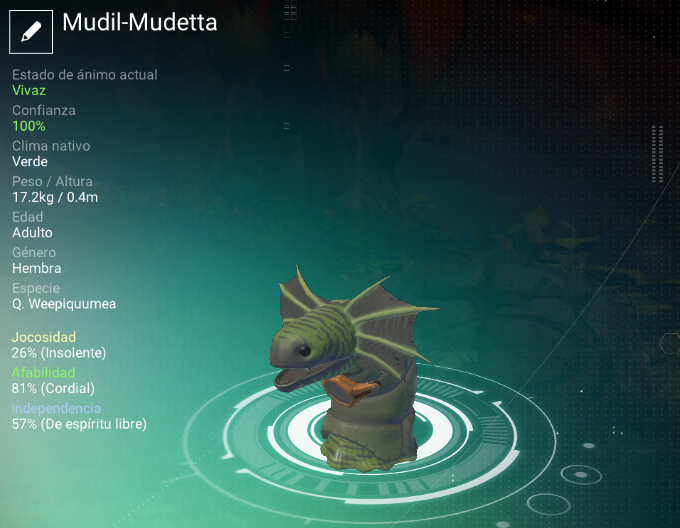 Mudil-Mudetta
Estado de ánimo actual
Vivaz
Confianza
100%
Clima nativo
Verde
Peso / Altura
17.2kg / 0.4m
Edad
Adulto
Género
Hembra
Especie
Q. Weepiquumea
Jocosidad
26% (Insolente)
Afabilidad
81% (Cordial)
Independencia
57% (De espíritu libre)